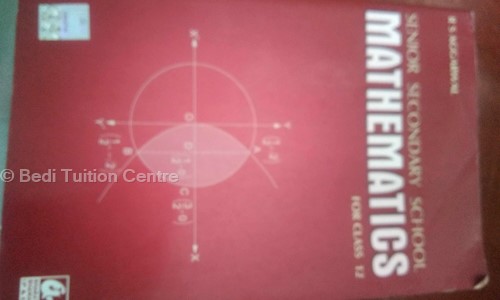 R S AGGARWAL
SENIOR SECONDARY SCHOOL
MATHEMATICS
FOR CLASS 12
X'
Y'
Y
O
D
A
B
C
X
© Bedi Tuition Centre